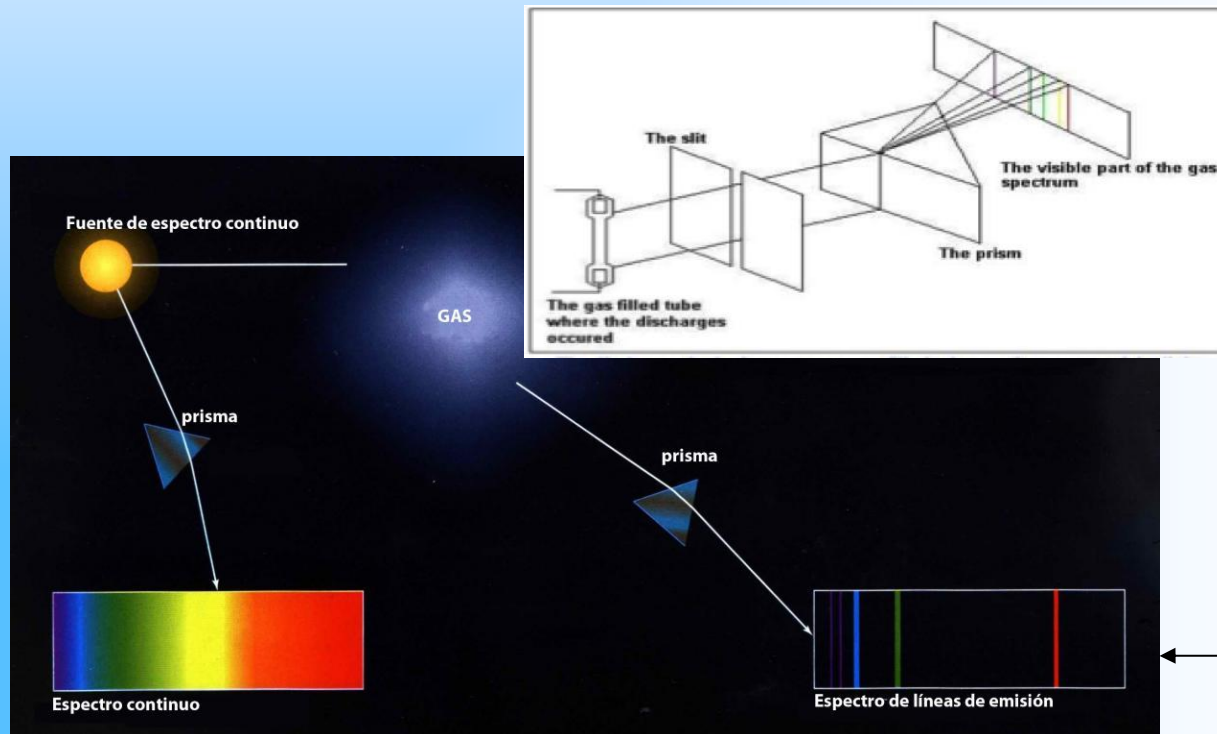 The slit
The visible part of the gas
spectrum
The prism
The gas filled tube
where the discharges
occured
Fuente de espectro continuo
GAS
prisma
prisma
Espectro continuo
Espectro de líneas de emisión